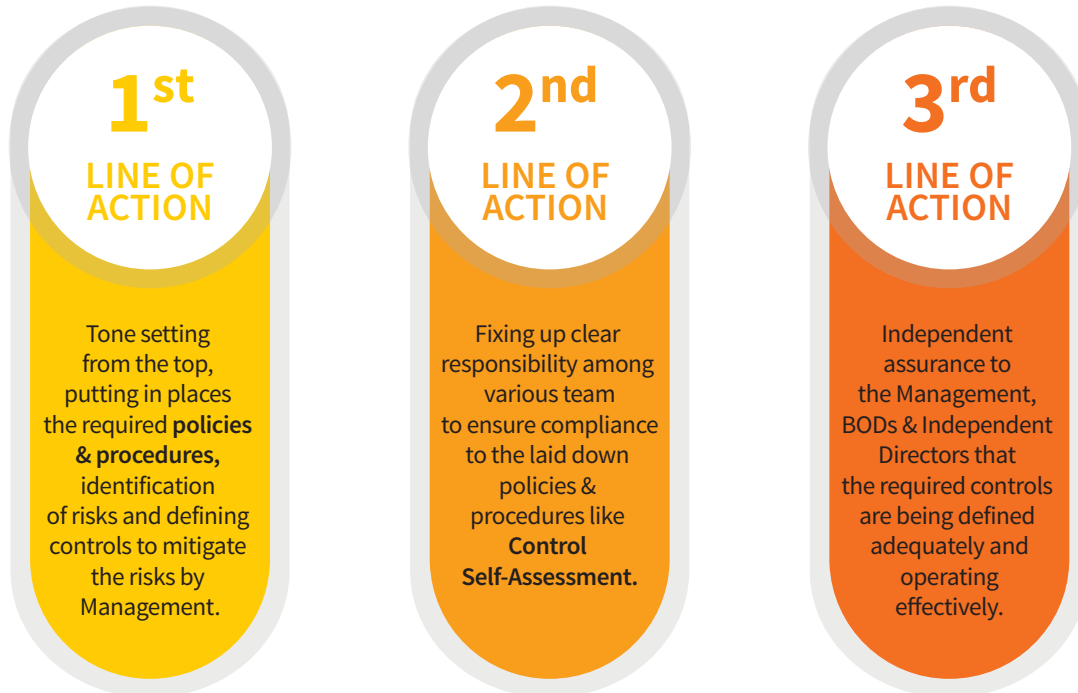 1st
LINE OF
ACTION
Tone setting
from the top,
putting in places
the required policies
& procedures,
identification
of risks and defining
controls to mitigate
the risks by
Management.
2nd
LINE OF
ACTION
Fixing up clear
responsibility among
various team
to ensure compliance
to the laid down
policies &
procedures like
Control
Self-Assessment.
3rd
LINE OF
ACTION
Independent
assurance to
the Management,
BODs & Independent
Directors that
the required controls
are being defined
adequately and
operating
effectively.